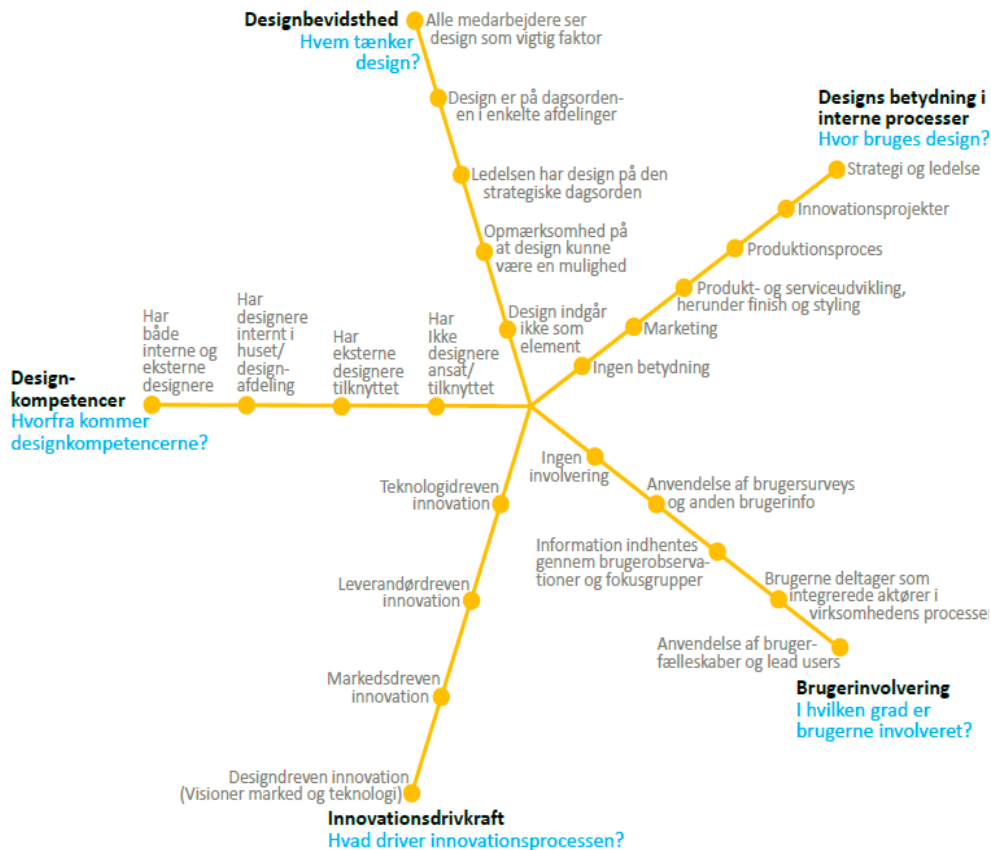 Designbevidsthed
Hvem tænker
design?
Alle medarbejdere ser
design som vigtig faktor
Design er på dagsorden-
en i enkelte afdelinger
Ledelsen har design på den
strategiske dagsorden
Opmærksomhed på
at design kunne
være en mulighed
Design indgår
ikke som
element
Designs betydning i
interne processer
Hvor bruges design?
Strategi og ledelse
Innovationsprojekter
Produktionsproces
Produkt- og serviceudvikling,
herunder finish og styling
Marketing
Ingen betydning
Design-
kompetencer
Hvorfra kommer
designkompetencerne?
Har
både
interne og
eksterne
designere
Har
designere
internt i
huset/
design-
afdeling
Har
eksterne
designere
tilknyttet
Har
Ikke
designere
ansat/
tilknyttet
Ingen
involvering
Anvendelse af brugersurveys
og anden brugerinfo
Information indhentes
gennem brugerobserva-
tioner og fokusgrupper
Brugerne deltager som
integrerede aktører i
virksomhedens processer
Anvendelse af bruger-
fælleskaber og lead users
Brugerinvolvering
I hvilken grad er
brugerne involveret?
Teknologidreven
innovation
Leverandørdreven
innovation
Markedsdreven
innovation
Designdreven innovation
(Visioner marked og teknologi)
Innovationsdrivkraft
Hvad driver innovationsprocessen?